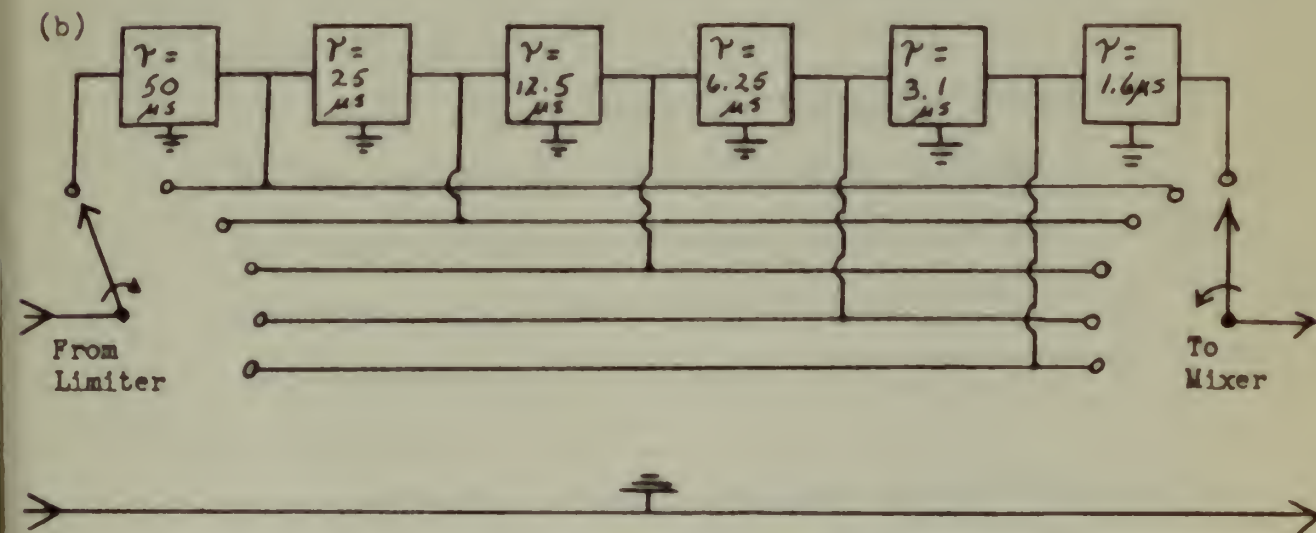 (b)
τ=
50
μs
τ=
25
μs
τ=
12.5
μs
τ=
6.25
μs
τ=
3.1
μs
τ=
1.6μs
From
Limiter
To
Mixer